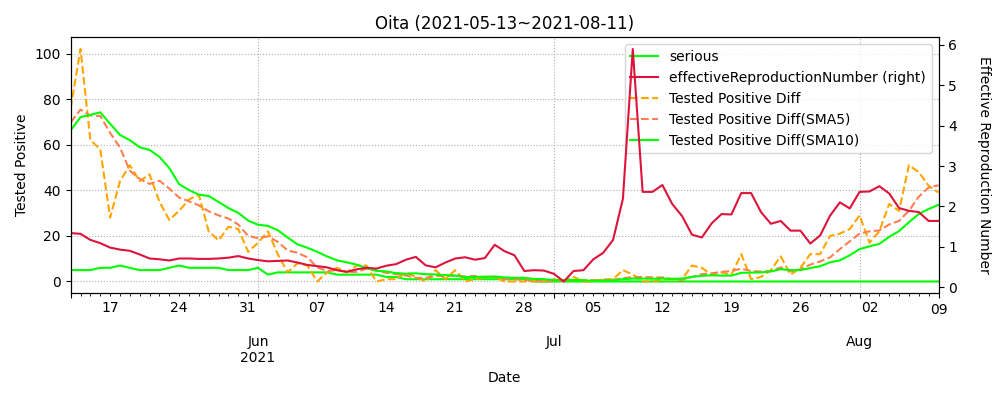 Oita (2021-05-13~2021-08-11)
serious
effectiveReproductionNumber (right)
Tested Positive Diff
Tested Positive Diff(SMA5)
Tested Positive Diff(SMA10)
Tested Positive
100
80
60
40
20
0
Effective Reproduction Number
6
5
4
3
2
1
0
17 24 31 07 14 21 28 05 12 19 26 02 09
Jun Jul Aug
2021
Date